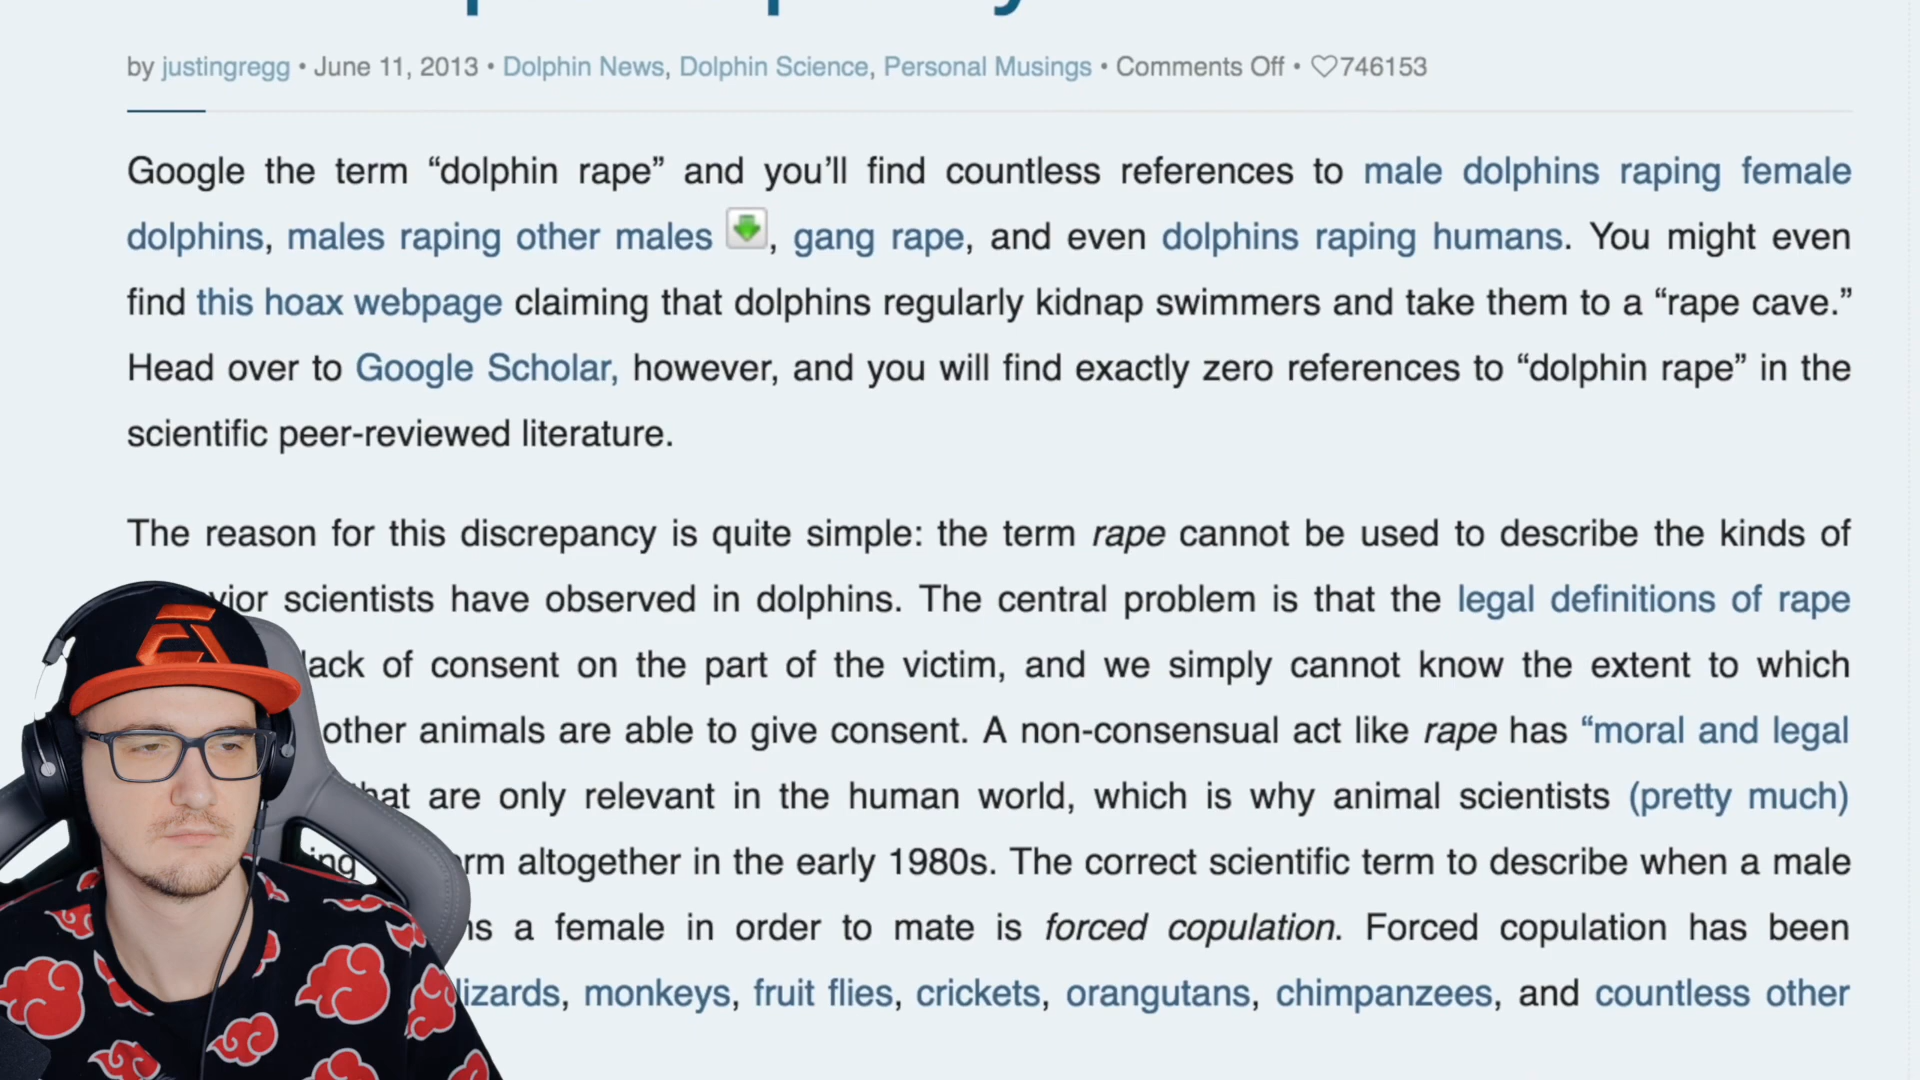 by justingregg • June 11, 2013 • Dolphin News, Dolphin Science, Personal Musings • Comments Off • ♡746153
Google the term “dolphin rape” and you’ll find countless references to male dolphins raping female
dolphins, males raping other males , gang rape, and even dolphins raping humans. You might even
find this hoax webpage claiming that dolphins regularly kidnap swimmers and take them to a “rape cave.”
Head over to Google Scholar, however, and you will find exactly zero references to “dolphin rape” in the
scientific peer-reviewed literature.
The reason for this discrepancy is quite simple: the term rape cannot be used to describe the kinds of
scientists have observed in dolphins. The central problem is that the legal definitions of rape
lack of consent on the part of the victim, and we simply cannot know the extent to which
other animals are able to give consent. A non-consensual act like rape has “moral and legal
that are only relevant in the human world, which is why animal scientists (pretty much)
altogether in the early 1980s. The correct scientific term to describe when a male
a female in order to mate is forced copulation. Forced copulation has been
lizards, monkeys, fruit flies, crickets, orangutans, chimpanzees, and countless other